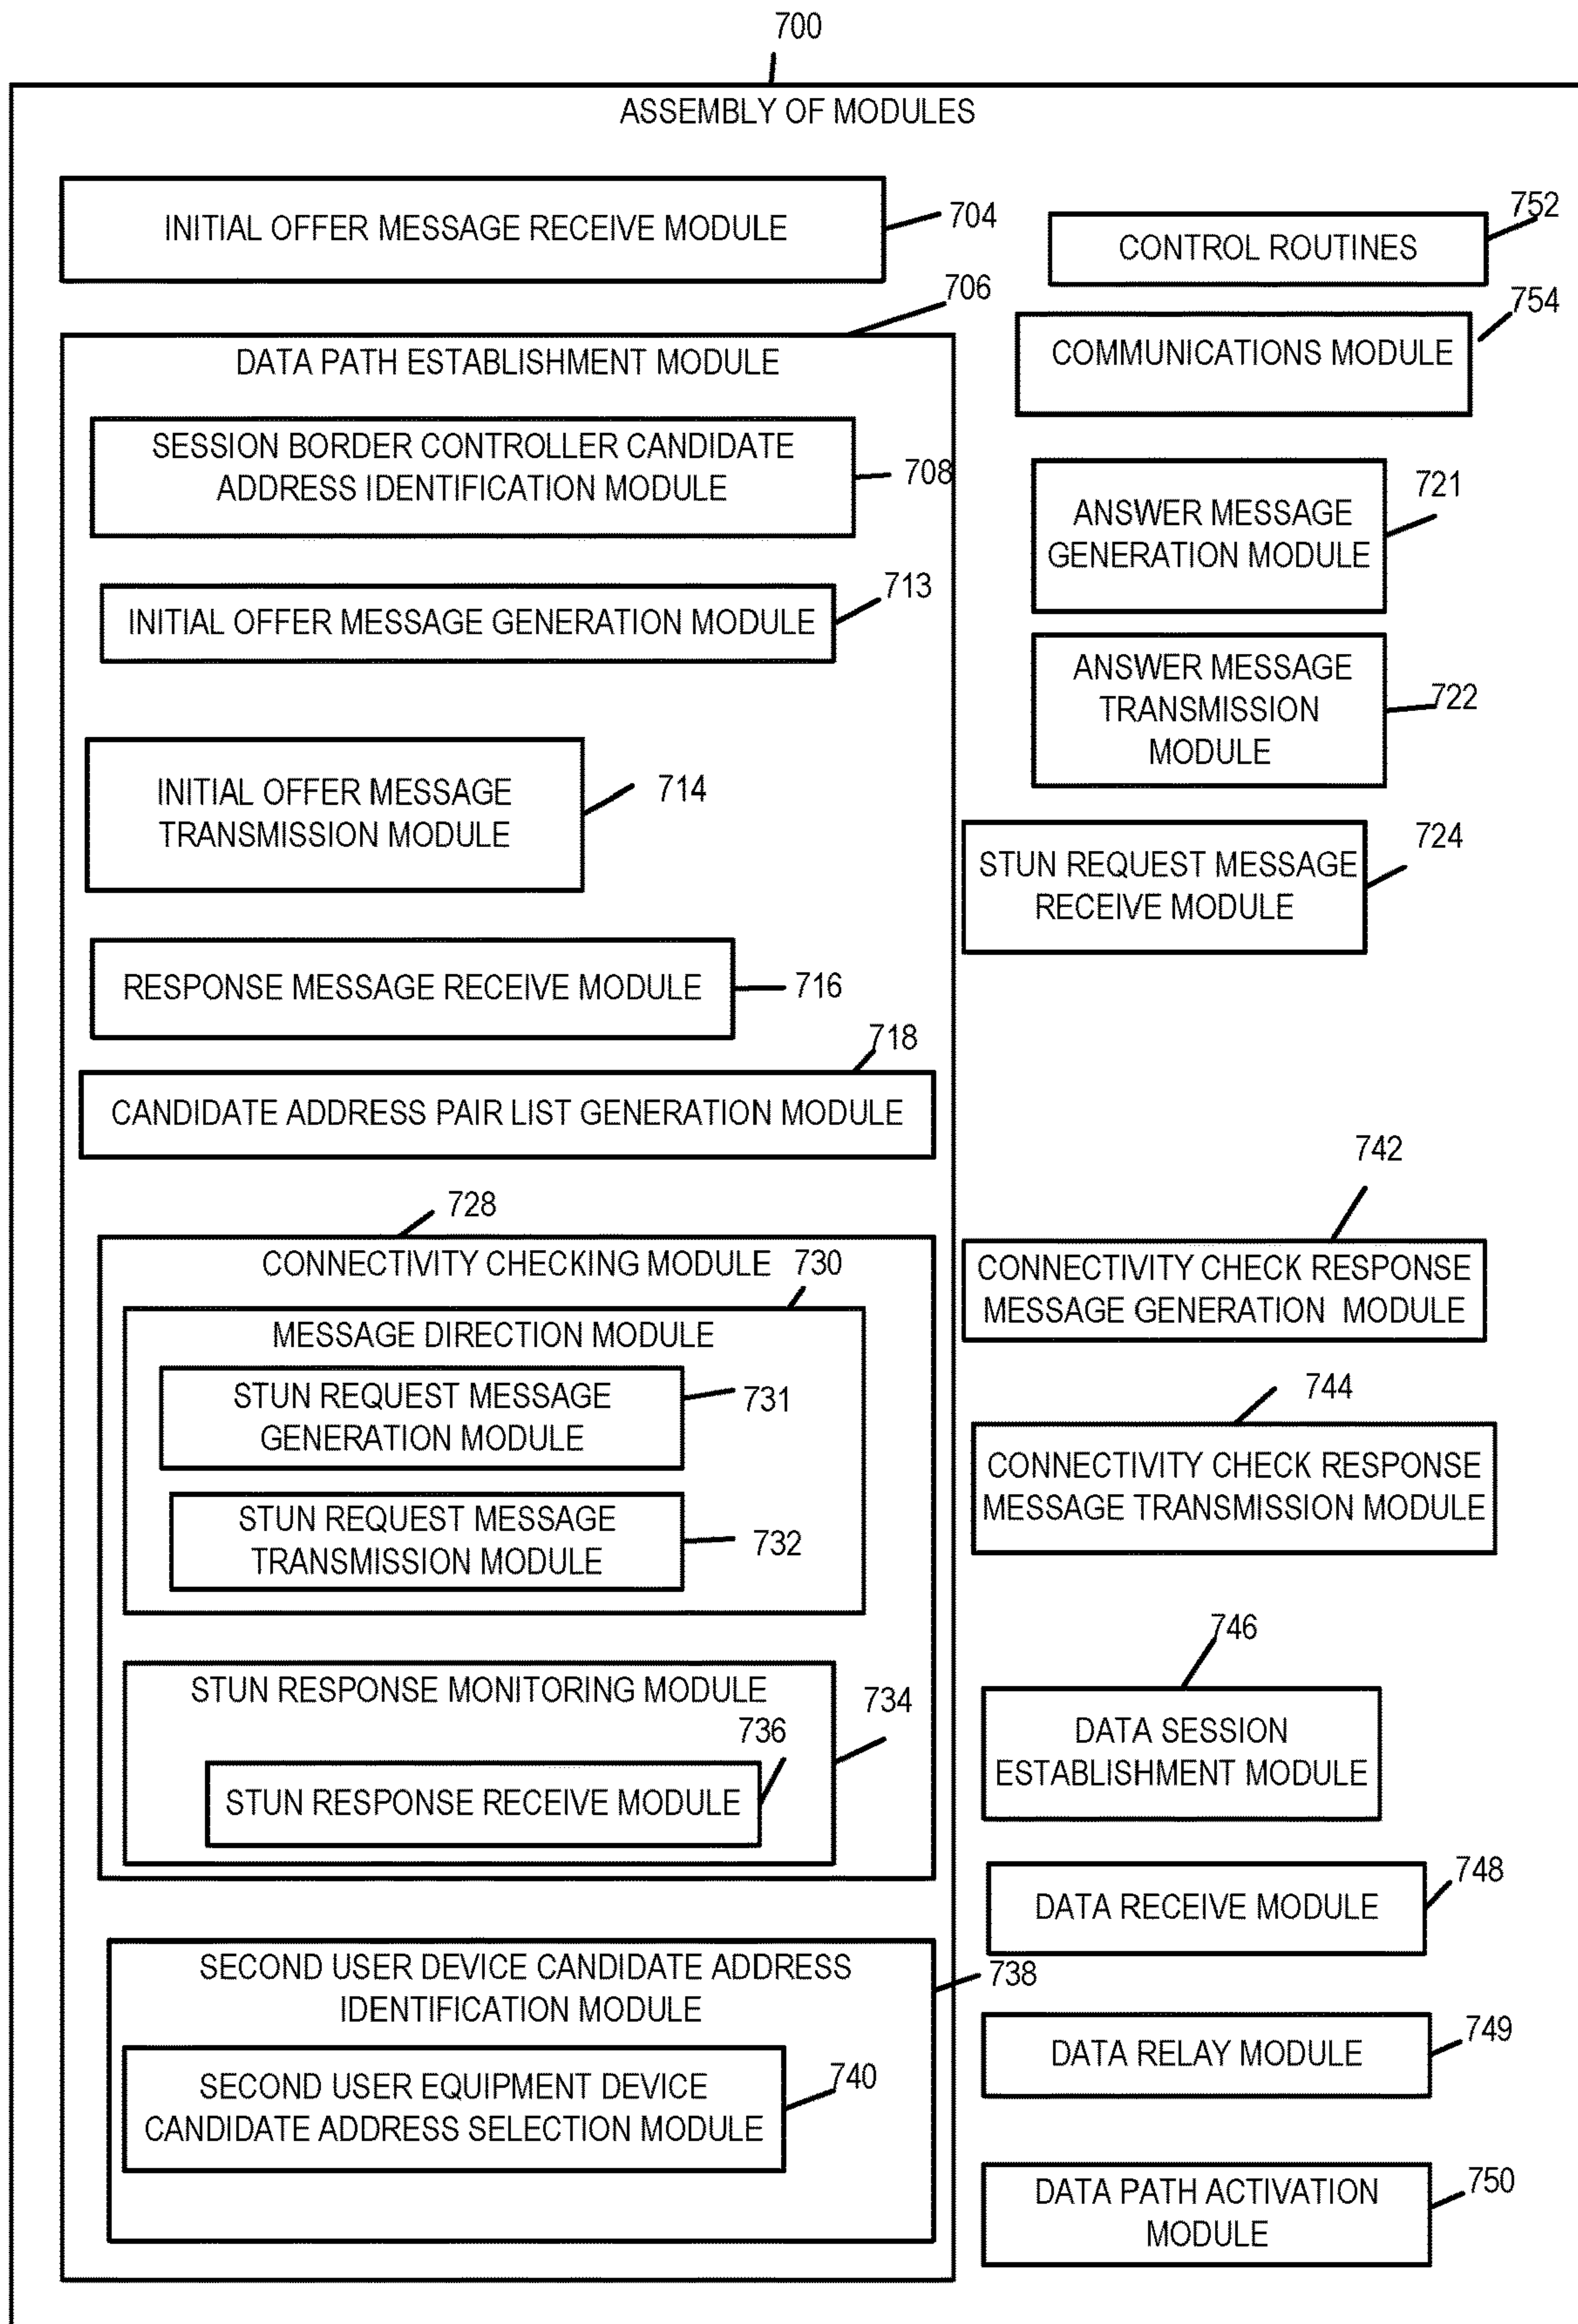 700
ASSEMBLY OF MODULES
INITIAL OFFER MESSAGE RECEIVE MODULE
704
706
DATA PATH ESTABLISHMENT MODULE
SESSION BORDER CONTROLLER CANDIDATE
ADDRESS IDENTIFICATION MODULE
708
INITIAL OFFER MESSAGE GENERATION MODULE
713
INITIAL OFFER MESSAGE
TRANSMISSION MODULE
714
RESPONSE MESSAGE RECEIVE MODULE
716
718
CANDIDATE ADDRESS PAIR LIST GENERATION MODULE
728
CONNECTIVITY CHECKING MODULE
730
MESSAGE DIRECTION MODULE
STUN REQUEST MESSAGE
GENERATION MODULE
731
STUN REQUEST MESSAGE
TRANSMISSION MODULE
732
STUN RESPONSE MONITORING MODULE
734
736
STUN RESPONSE RECEIVE MODULE
SECOND USER DEVICE CANDIDATE ADDRESS
IDENTIFICATION MODULE
738
SECOND USER EQUIPMENT DEVICE
CANDIDATE ADDRESS SELECTION MODULE
740
752
CONTROL ROUTINES
754
COMMUNICATIONS MODULE
721
ANSWER MESSAGE
GENERATION MODULE
ANSWER MESSAGE
TRANSMISSION
MODULE
722
724
STUN REQUEST MESSAGE
RECEIVE MODULE
742
CONNECTIVITY CHECK RESPONSE
MESSAGE GENERATION MODULE
744
CONNECTIVITY CHECK RESPONSE
MESSAGE TRANSMISSION MODULE
746
DATA SESSION
ESTABLISHMENT MODULE
748
DATA RECEIVE MODULE
749
DATA RELAY MODULE
750
DATA PATH ACTIVATION
MODULE